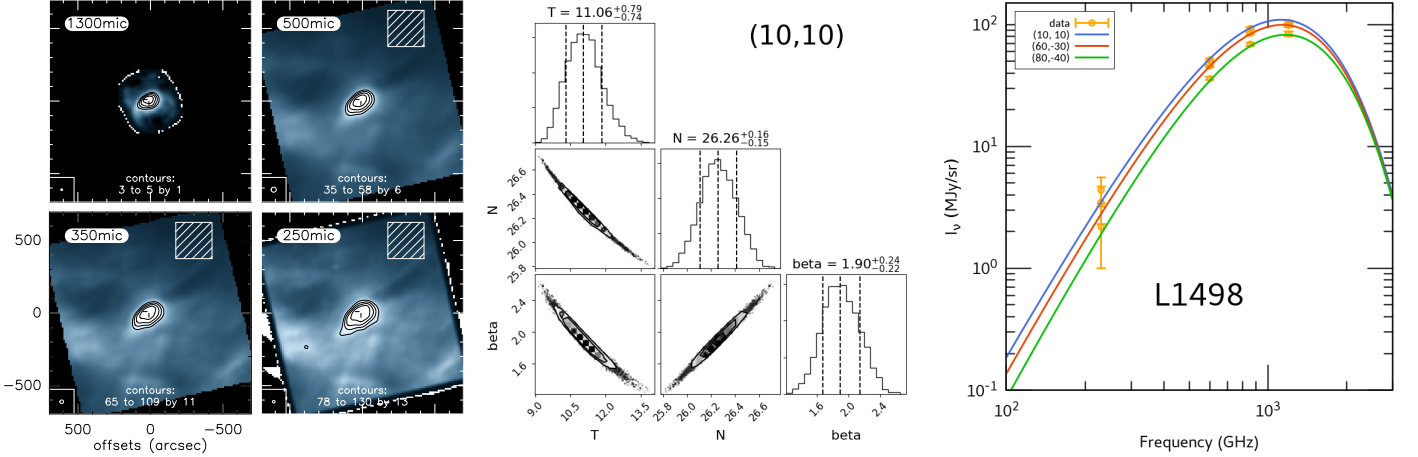 1300mic
contours:
3 to 5 by 1
500mic
contours:
35 to 58 by 6
350mic
contours:
65 to 109 by 11
250mic
contours:
78 to 130 by 13
500
0
−500
500 0 −500
offsets (arcsec)
(10,10)
T = 11.06+0.79−0.74
N = 26.26+0.16−0.15
beta = 1.90+0.24−0.22
N
26.6
26.4
26.2
26.0
25.8
beta
2.4
2.0
1.6
9.0 10.5 12.0 13.5
T
25.8 26.0 26.2 26.4 26.6
N
1.6 2.0 2.4
beta
data
(10, 10)
(60,-30)
(80,-40)
L1498
Iν (MJy/sr)
10²
10¹
10⁰
10⁻¹
10² 10³
Frequency (GHz)